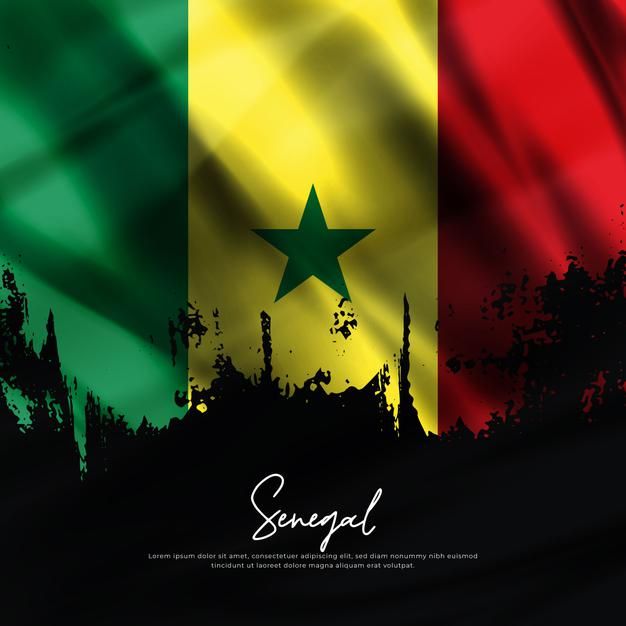 Senegal
Lorem ipsum dolor sit amet, consectetuer adipiscing elit, sed diam nonummy nibh euismod
tincidunt ut laoreet dolore magna aliquam erat volutpat.